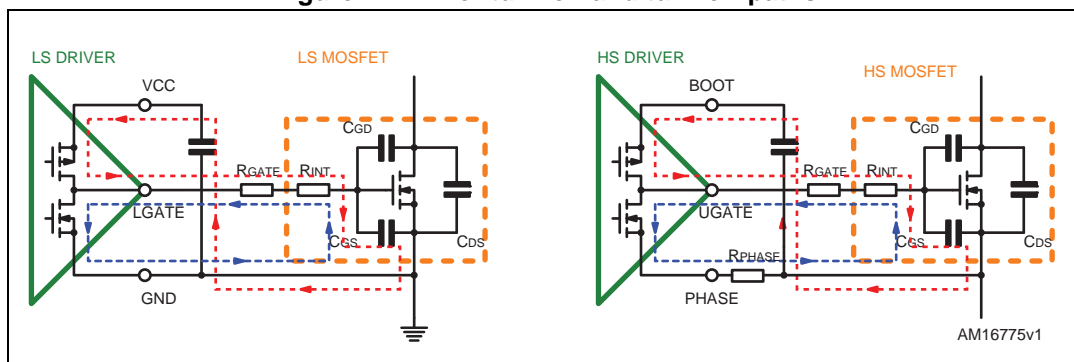 LS DRIVER
LS MOSFET
VCC
CGD
RGATE
RINT
LGATE
CGS
CDS
GND
HS DRIVER
HS MOSFET
BOOT
CGD
RGATE
RINT
UGATE
CGS
CDS
RPHASE
PHASE
AM16775v1